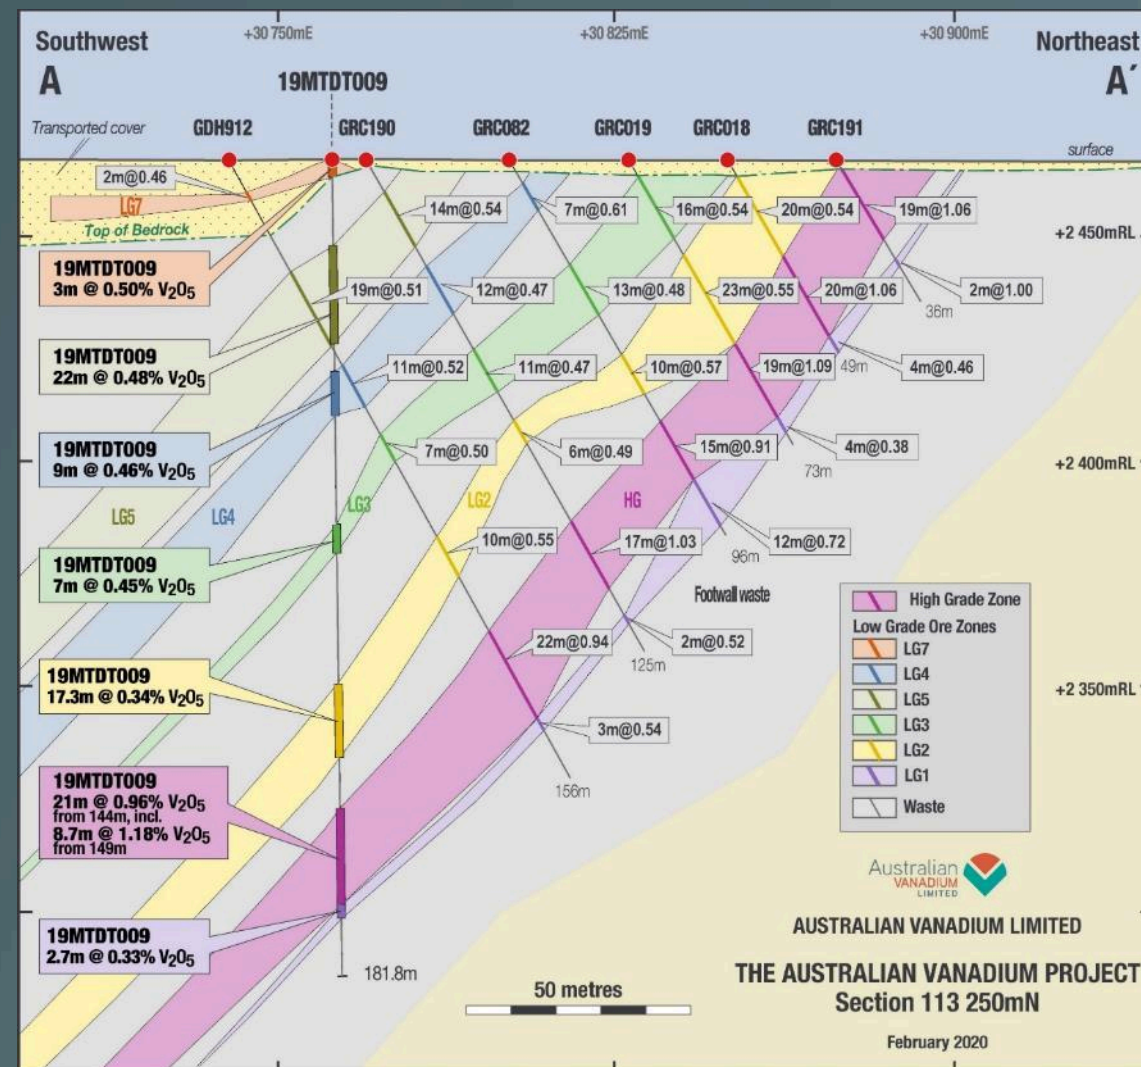 Southwest
+30 750mE
+30 825mE
+30 900mE
Northeast
A
A´
19MTDT009
Transported cover
GDH912
GRC190
GRC082
GRC019
GRC018
GRC191
surface
2m@0.46
LG7
Top of Bedrock
14m@0.54
7m@0.61
16m@0.54
20m@0.54
19m@1.06
+2 450mRL
19MTDT009
3m @ 0.50% V₂O₅
19m@0.51
12m@0.47
13m@0.48
23m@0.55
20m@1.06
2m@1.00
36m
19MTDT009
22m @ 0.48% V₂O₅
11m@0.52
11m@0.47
10m@0.57
19m@1.09
49m
4m@0.46
19MTDT009
9m @ 0.46% V₂O₅
7m@0.50
6m@0.49
15m@0.91
4m@0.38
73m
+2 400mRL
LG5
LG4
LG3
LG2
HG
10m@0.55
17m@1.03
12m@0.72
96m
19MTDT009
7m @ 0.45% V₂O₅
Footwall waste
22m@0.94
2m@0.52
125m
19MTDT009
17.3m @ 0.34% V₂O₅
3m@0.54
156m
+2 350mRL
High Grade Zone
Low Grade Ore Zones
LG7
LG4
LG5
LG3
LG2
LG1
Waste
19MTDT009
21m @ 0.96% V₂O₅
from 144m, incl.
8.7m @ 1.18% V₂O₅
from 149m
19MTDT009
2.7m @ 0.33% V₂O₅
181.8m
50 metres
Australian
VANADIUM
LIMITED
AUSTRALIAN VANADIUM LIMITED
THE AUSTRALIAN VANADIUM PROJECT
Section 113 250mN
February 2020